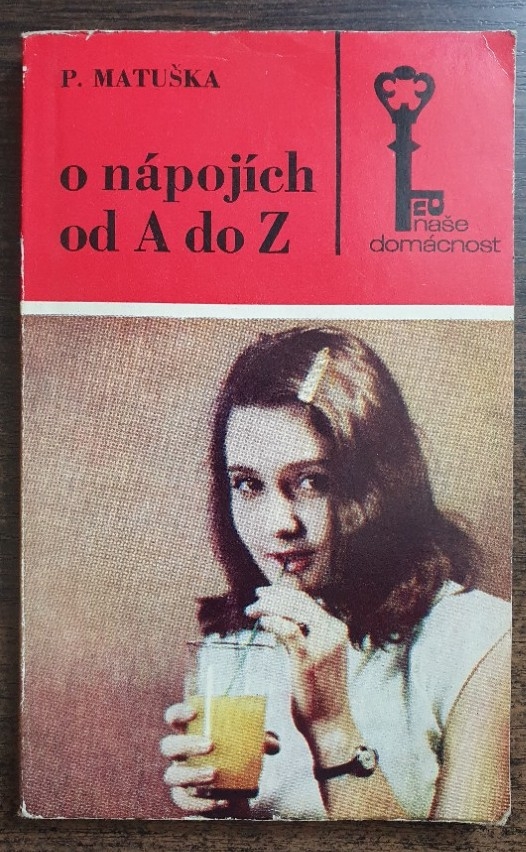 P. MATUŠKA
o nápojích
od A do Z
naše
domácnost